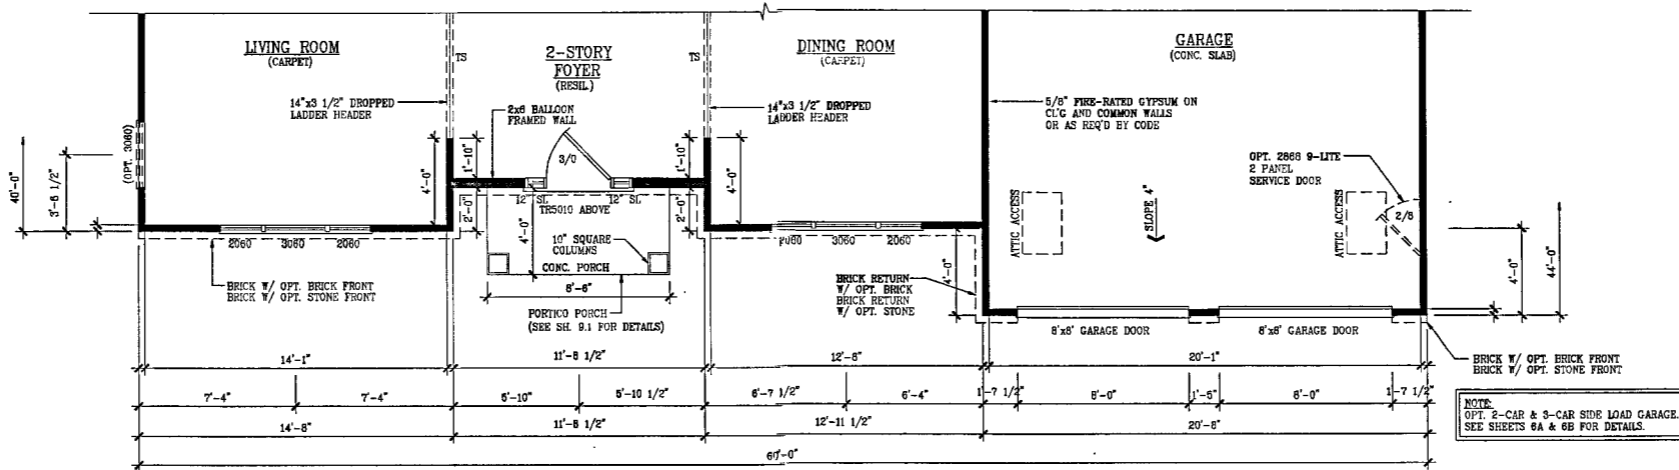 LIVING ROOM
(CARPET)
2-STORY
FOYER
(RESIL.)
DINING ROOM
(CARPET)
GARAGE
(CONC. SLAB)
TS
TS
14"x3 1/2" DROPPED
LADDER HEADER
2x6 BALLOON
FRAMED WALL
14"x3 1/2" DROPPED
LADDER HEADER
5/8" FIRE-RATED GYPSUM ON
CL'G AND COMMON WALLS
OR AS REQ'D BY CODE
OPT. 2868 9-LITE
2 PANEL
SERVICE DOOR
(OPT. 3060)
40'-0"
3'-6 1/2"
4'-0"
1'-10"
2'-0"
3/0
1'-10"
2'-0"
4'-0"
12" SL
12" SL
TR5010 ABOVE
4'-0"
10" SQUARE
COLUMNS
CONC. PORCH
8'-6"
PORTICO PORCH
(SEE SH. 9.1 FOR DETAILS)
2060
3060
2060
2060
3060
2060
BRICK W/ OPT. BRICK FRONT
BRICK W/ OPT. STONE FRONT
BRICK RETURN
W/ OPT. BRICK
BRICK RETURN
W/ OPT. STONE
4'-0"
ATTIC ACCESS
SLOPE 4"
ATTIC ACCESS
2/8
4'-0"
44'-0"
8'x8' GARAGE DOOR
8'x8' GARAGE DOOR
BRICK W/ OPT. BRICK FRONT
BRICK W/ OPT. STONE FRONT
14'-1"
11'-8 1/2"
12'-8"
20'-1"
7'-4"
7'-4"
5'-10"
5'-10 1/2"
6'-7 1/2"
6'-4"
1'-7 1/2"
8'-0"
1'-5"
8'-0"
1'-7 1/2"
14'-8"
11'-8 1/2"
12'-11 1/2"
20'-8"
60'-0"
NOTE:
OPT. 2-CAR & 3-CAR SIDE LOAD GARAGE.
SEE SHEETS 6A & 6B FOR DETAILS.